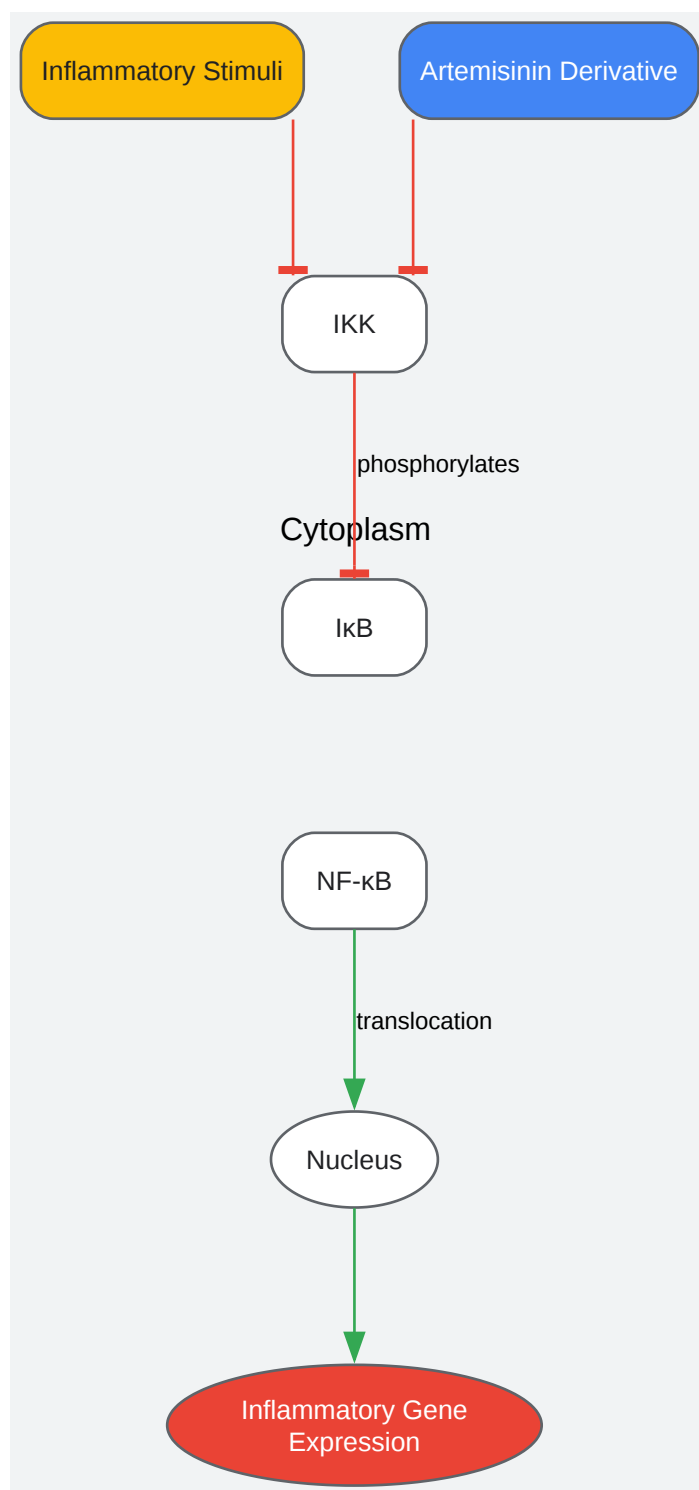 Inflammatory Stimuli
Artemisinin Derivative
IKK
phosphorylates
Cytoplasm
IκB
NF-κB
translocation
Nucleus
Inflammatory Gene
Expression